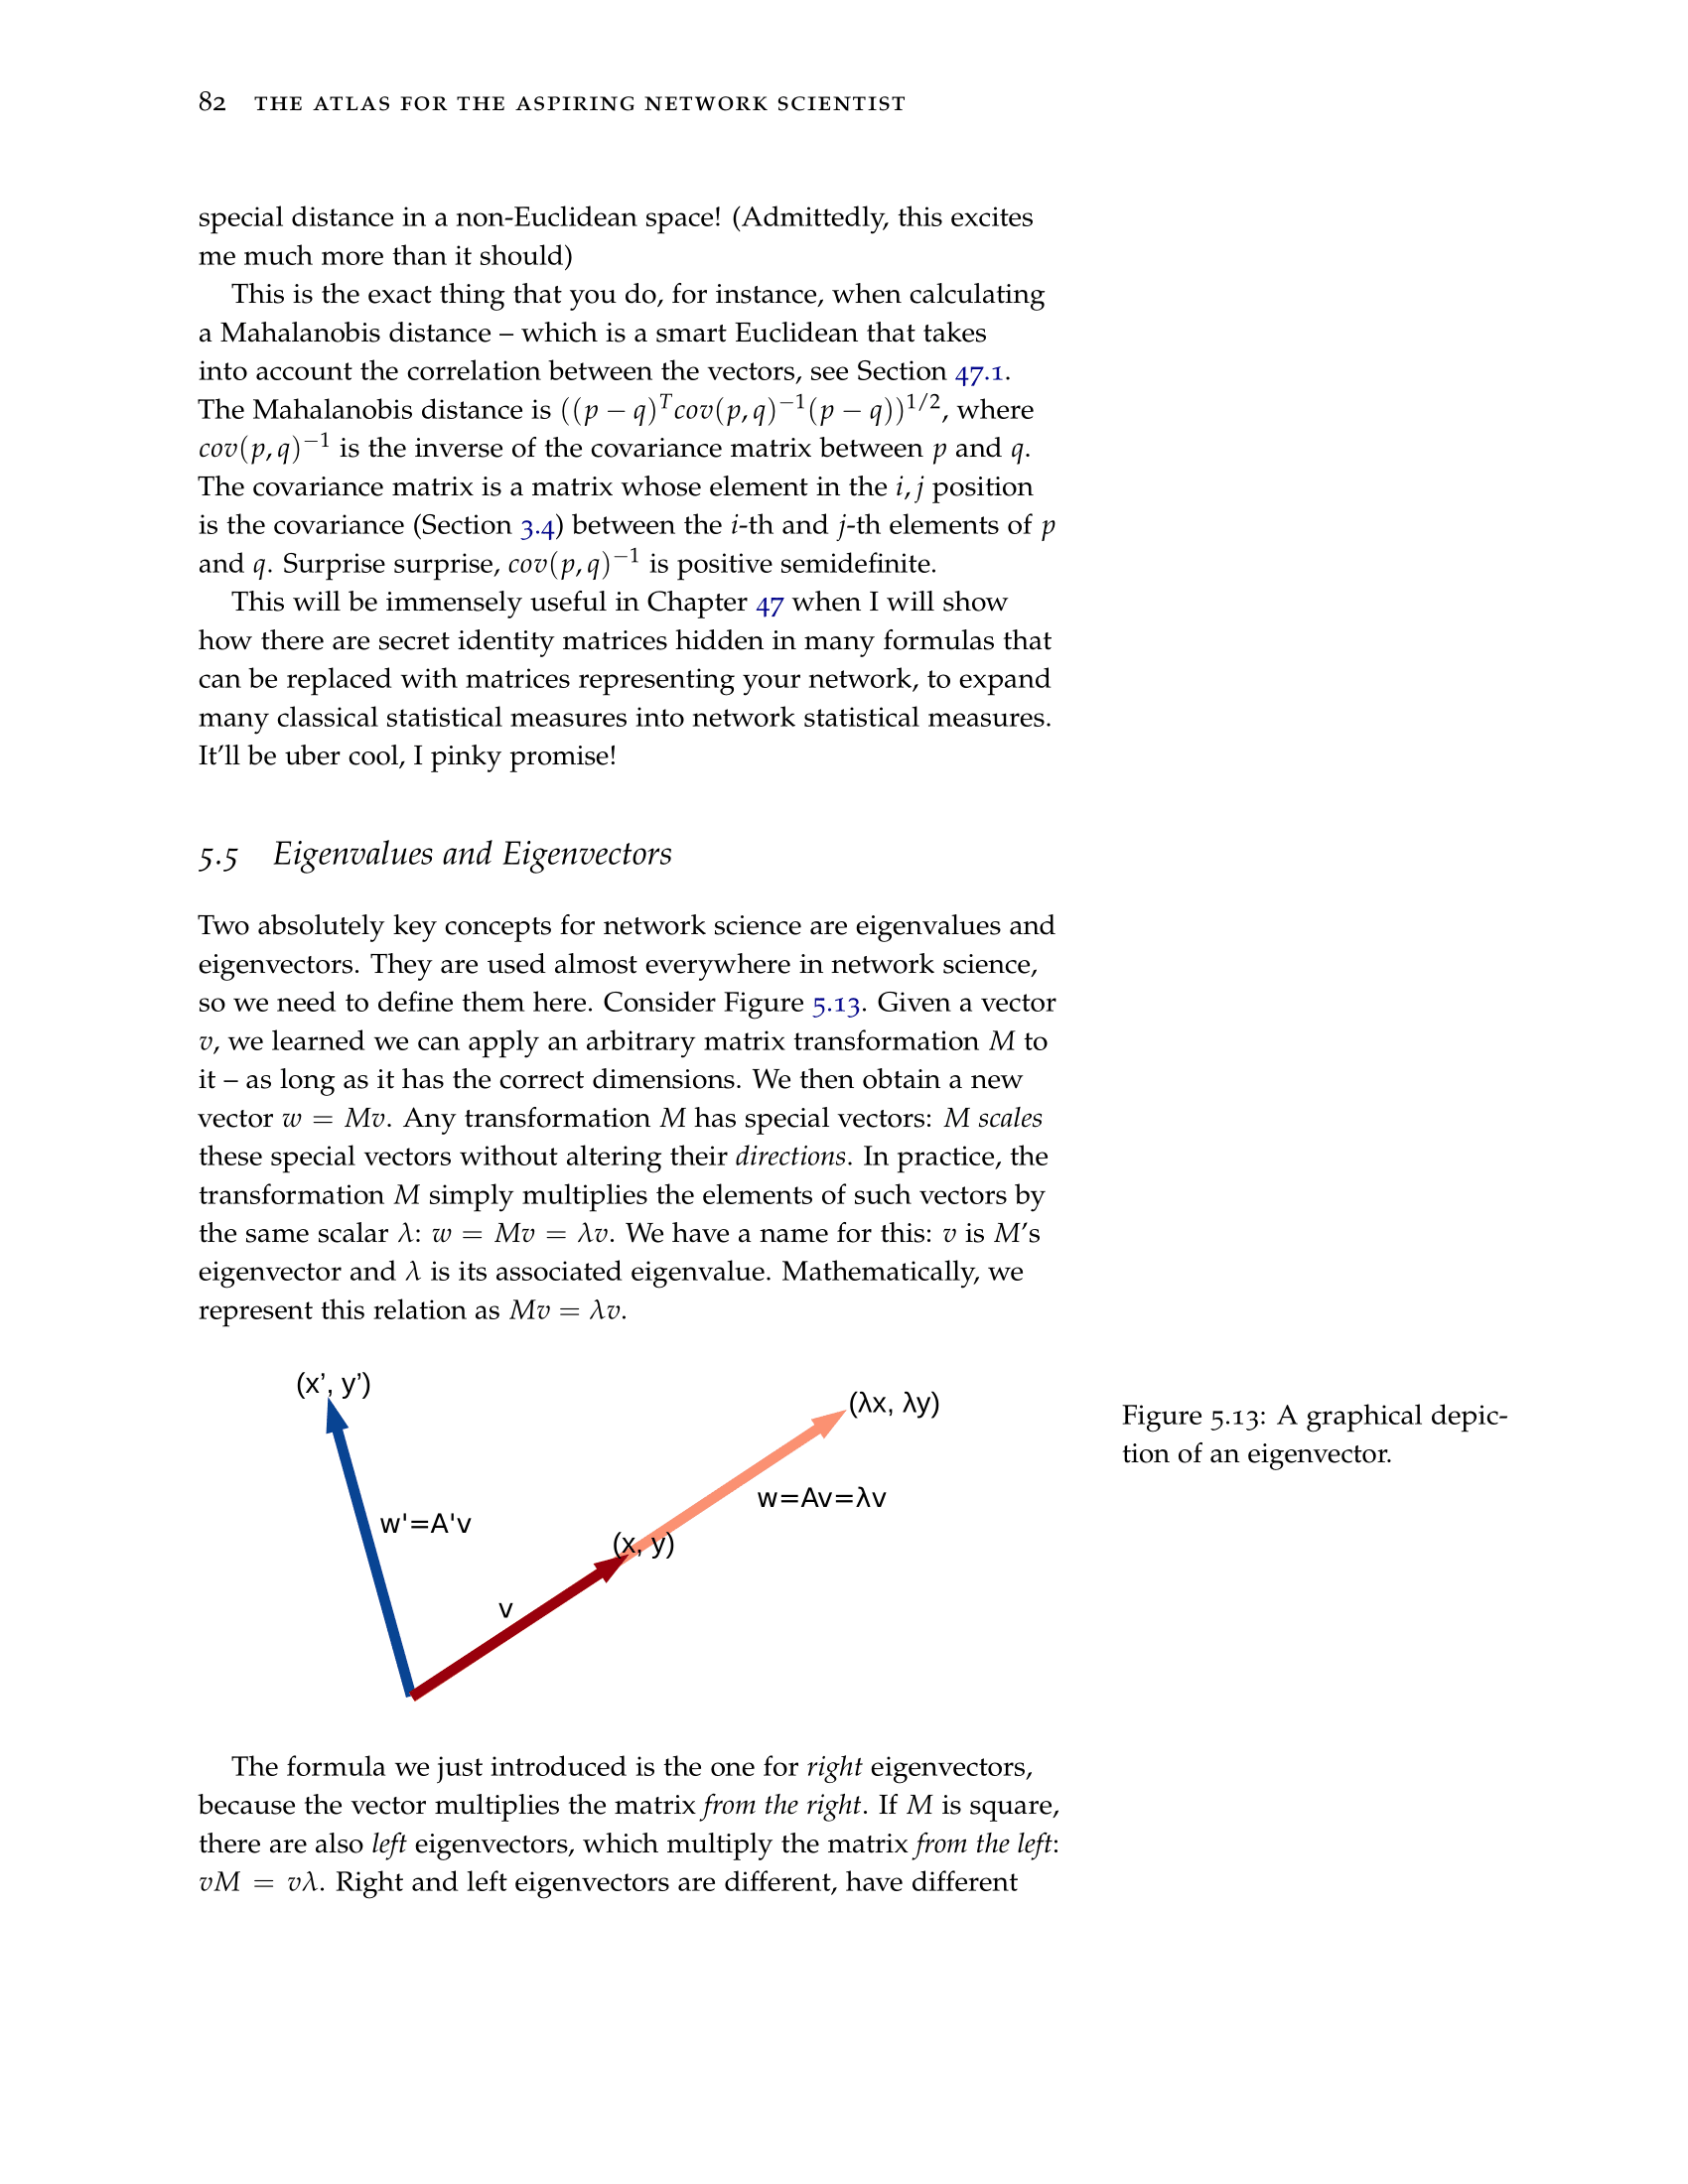 82 THE ATLAS FOR THE ASPIRING NETWORK SCIENTIST
special distance in a non-Euclidean space! (Admittedly, this excites
me much more than it should)
This is the exact thing that you do, for instance, when calculating
a Mahalanobis distance – which is a smart Euclidean that takes
into account the correlation between the vectors, see Section 47.1.
The Mahalanobis distance is ((p − q)^T cov(p, q)^−1 (p − q))^1/2, where
cov(p, q)^−1 is the inverse of the covariance matrix between p and q.
The covariance matrix is a matrix whose element in the i, j position
is the covariance (Section 3.4) between the i-th and j-th elements of p
and q. Surprise surprise, cov(p, q)^−1 is positive semidefinite.
This will be immensely useful in Chapter 47 when I will show
how there are secret identity matrices hidden in many formulas that
can be replaced with matrices representing your network, to expand
many classical statistical measures into network statistical measures.
It'll be uber cool, I pinky promise!
5.5 Eigenvalues and Eigenvectors
Two absolutely key concepts for network science are eigenvalues and
eigenvectors. They are used almost everywhere in network science,
so we need to define them here. Consider Figure 5.13. Given a vector
v, we learned we can apply an arbitrary matrix transformation M to
it – as long as it has the correct dimensions. We then obtain a new
vector w = Mv. Any transformation M has special vectors: M scales
these special vectors without altering their directions. In practice, the
transformation M simply multiplies the elements of such vectors by
the same scalar λ: w = Mv = λv. We have a name for this: v is M's
eigenvector and λ is its associated eigenvalue. Mathematically, we
represent this relation as Mv = λv.
(x', y')
(λx, λy)
w=Av=λv
w'=A'v
(x, y)
v
Figure 5.13: A graphical depic-
tion of an eigenvector.
The formula we just introduced is the one for right eigenvectors,
because the vector multiplies the matrix from the right. If M is square,
there are also left eigenvectors, which multiply the matrix from the left:
vM = vλ. Right and left eigenvectors are different, have different